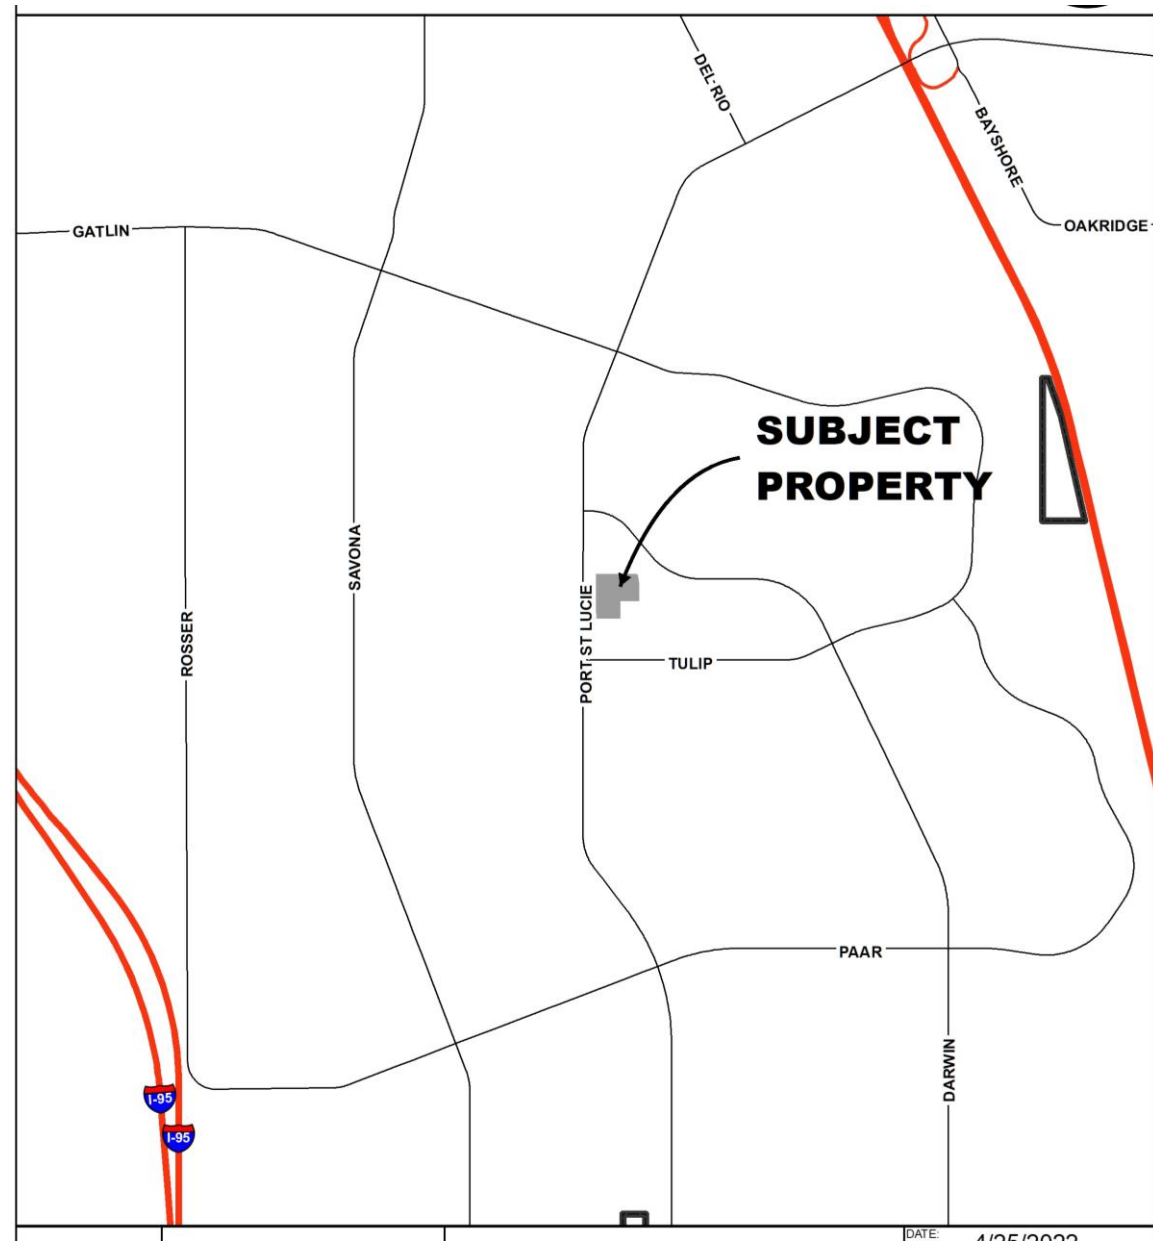 DEL RIO
BAYSHORE
OAKRIDGE
GATLIN
SUBJECT
PROPERTY
SAVONA
ROSSER
PORT ST LUCIE
TULIP
PAAR
DARWIN
I-95
I-95
DATE: